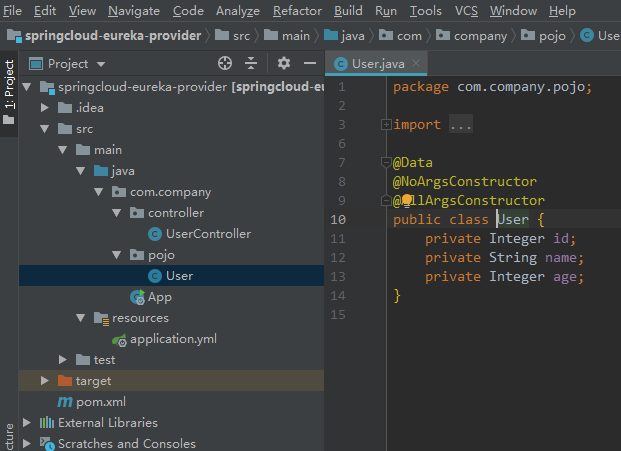 File Edit View Navigate Code Analyze Refactor Build Run Tools VCS Window Help
springcloud-eureka-provider src main java com company pojo Use
1: Project
Project
User.java
springcloud-eureka-provider [springcloud-eu
.idea
src
main
java
com.company
controller
UserController
pojo
User
App
resources
application.yml
test
target
pom.xml
External Libraries
Scratches and Consoles
cture
1 package com.company.pojo;
2
3 import ...
6
7 @Data
8 @NoArgsConstructor
9 @AllArgsConstructor
10 public class User {
11 private Integer id;
12 private String name;
13 private Integer age;
14 }
15